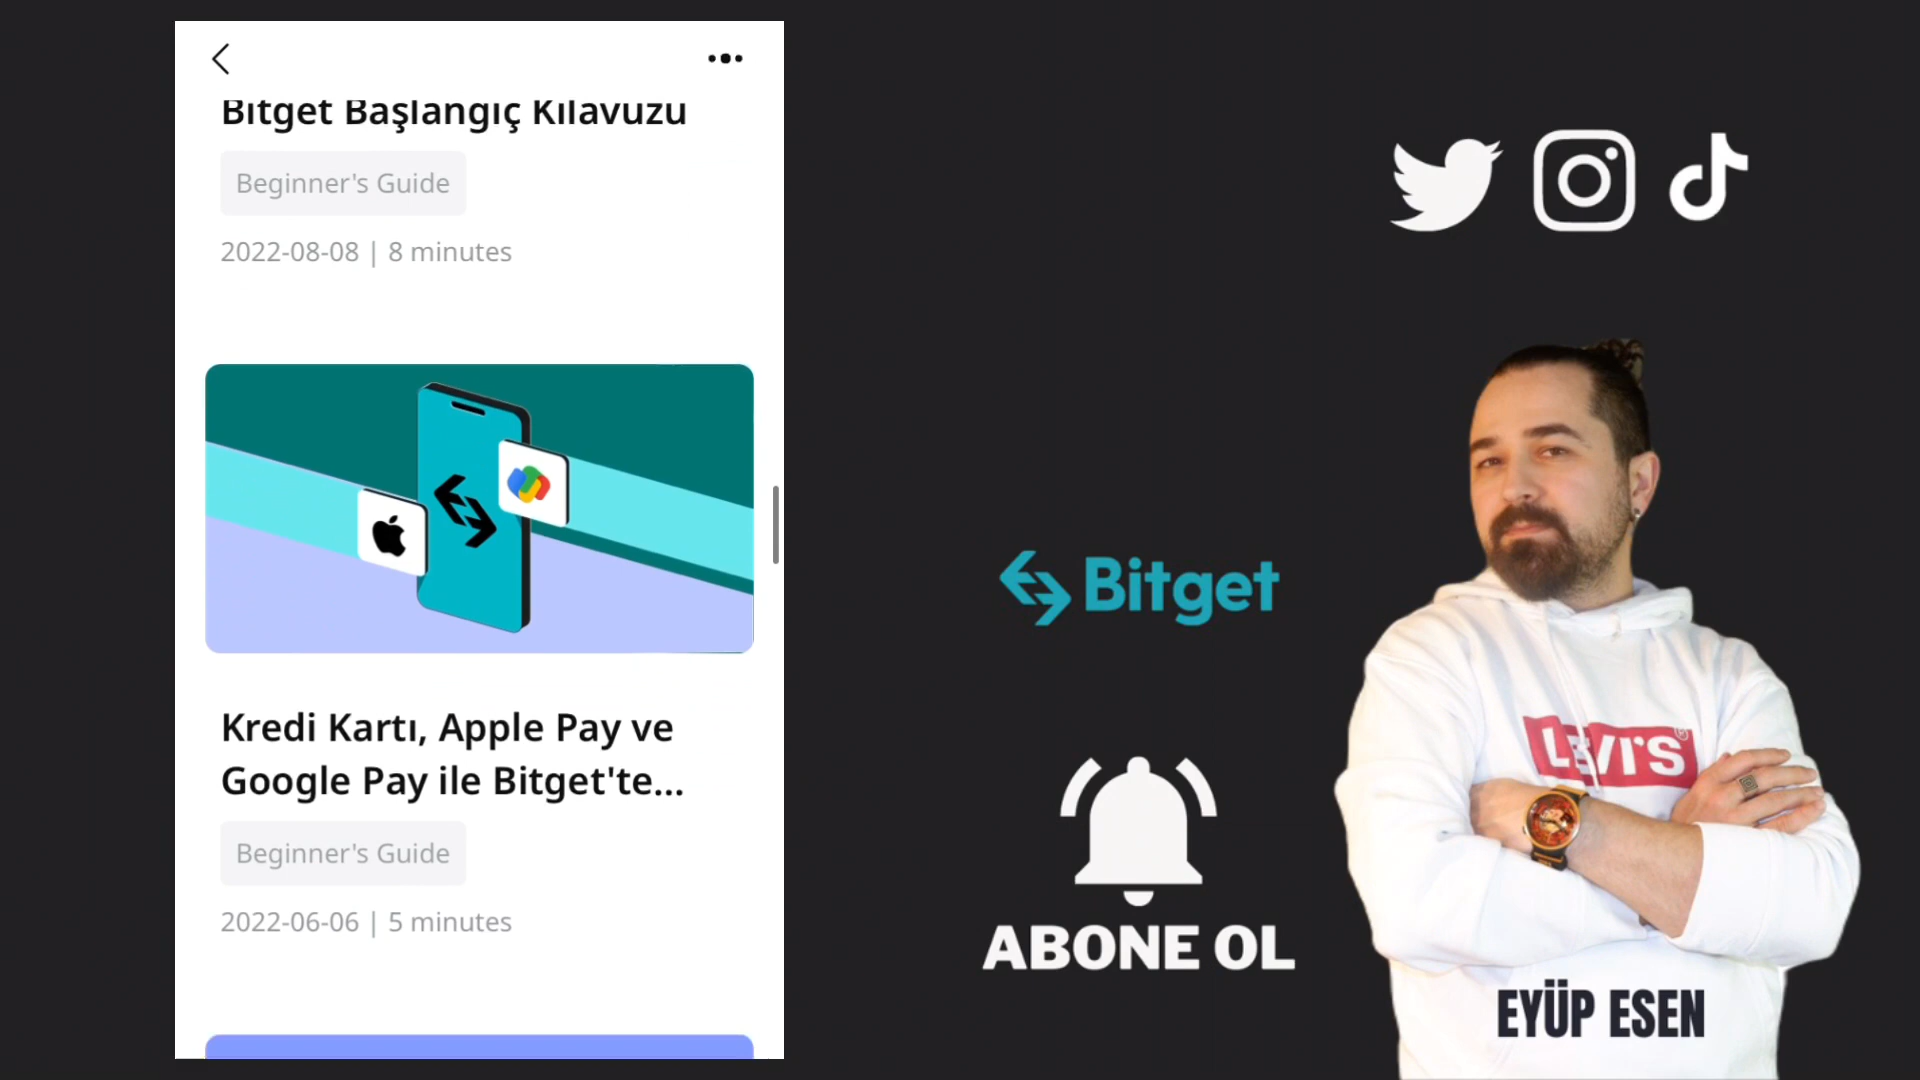 Bitget Başlangıç Kılavuzu
Beginner's Guide
2022-08-08 | 8 minutes
Kredi Kartı, Apple Pay ve
Google Pay ile Bitget'te...
Beginner's Guide
2022-06-06 | 5 minutes
Bitget
ABONE OL
LEVI'S®
EYÜP ESEN